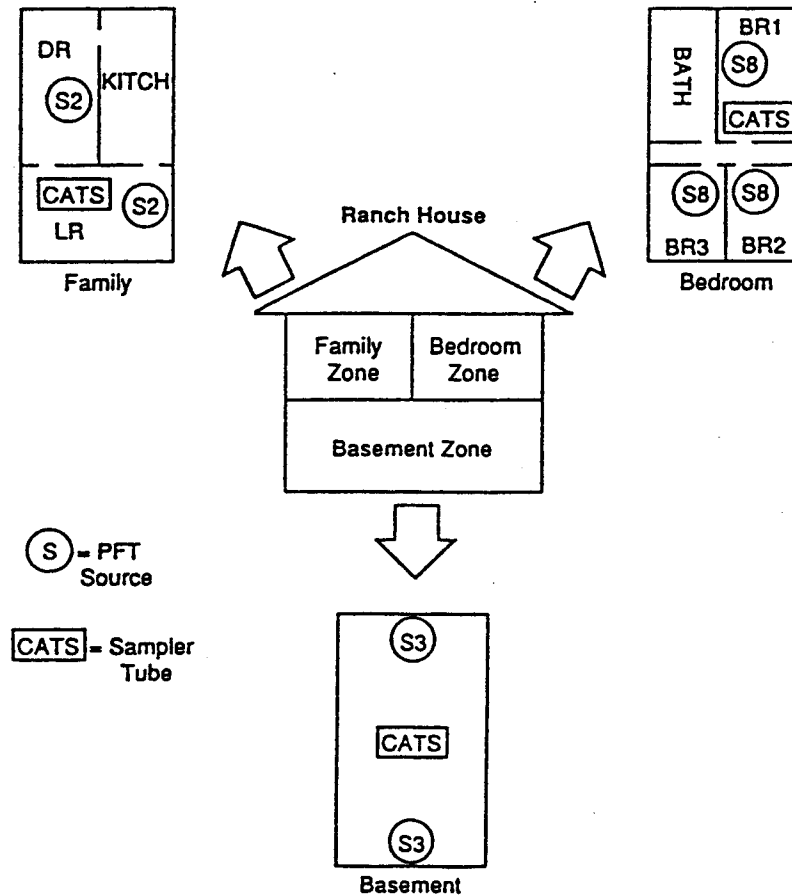 DR
KITCH
S2
CATS
S2
LR
Family
BATH
BR1
S8
CATS
S8
S8
BR3
BR2
Bedroom
Ranch House
Family
Zone
Bedroom
Zone
Basement Zone
S = PFT
Source
CATS = Sampler
Tube
S3
CATS
S3
Basement